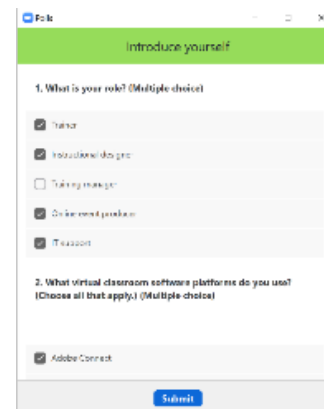 Polls
Introduce yourself
1. What is your role? (Multiple choice)
Trainer
Instructional designer
Training manager
Online event producer
IT support
2. What virtual classroom software platforms do you use?
(Choose all that apply.) (Multiple choice)
Adobe Connect
Submit